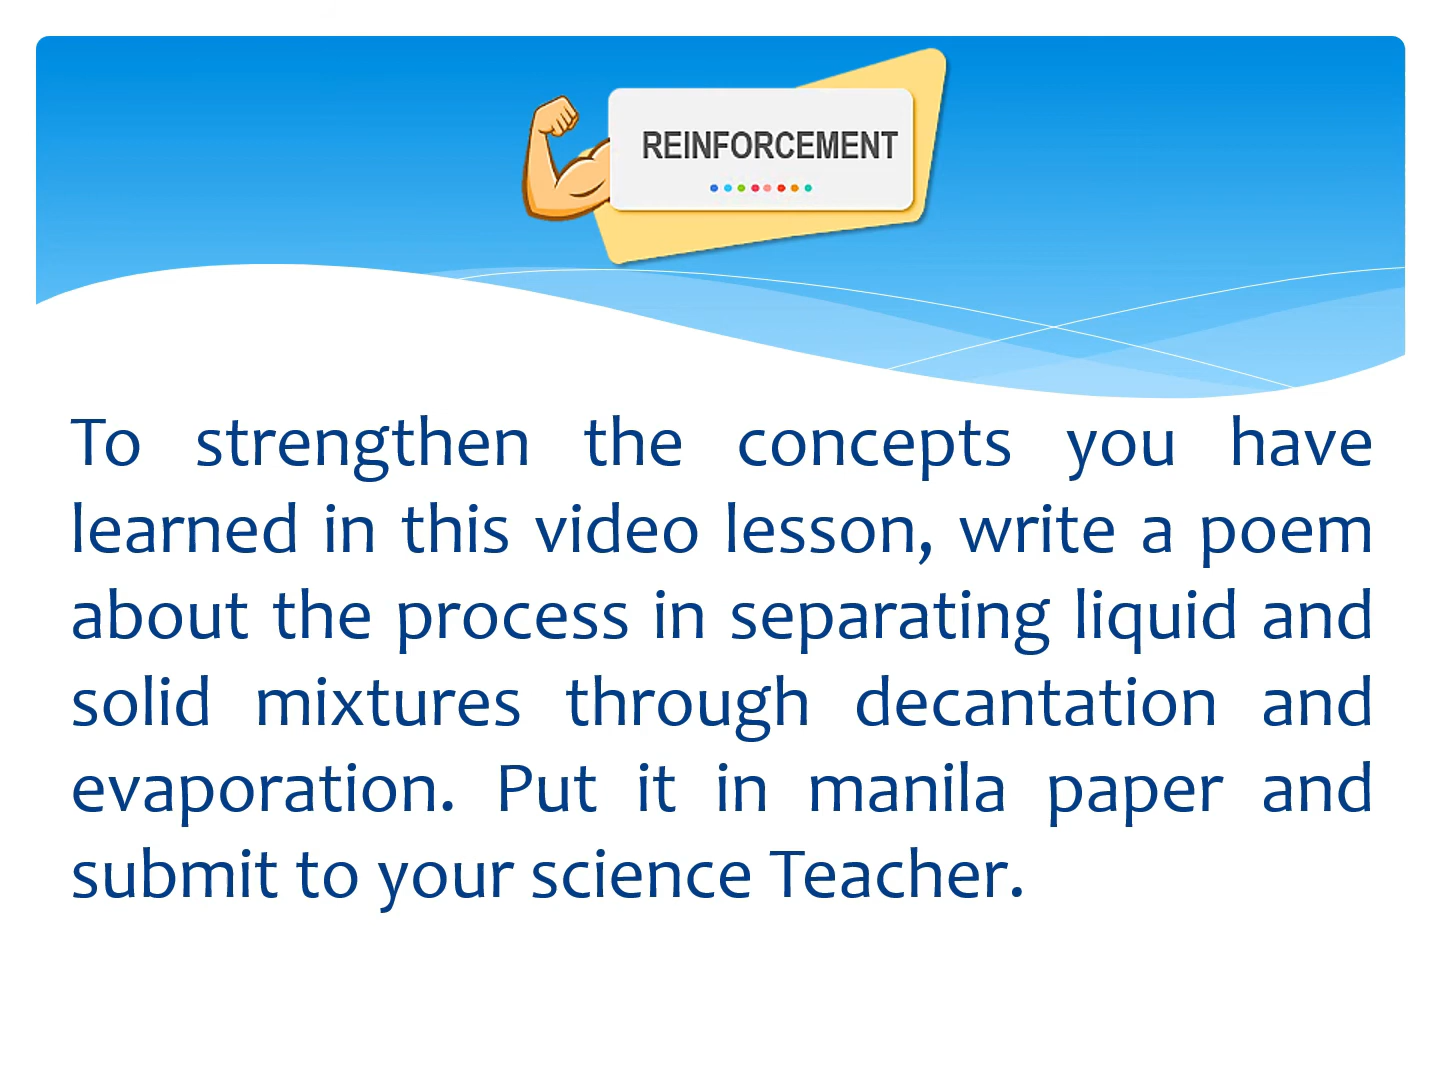 REINFORCEMENT
To strengthen the concepts you have
learned in this video lesson, write a poem
about the process in separating liquid and
solid mixtures through decantation and
evaporation. Put it in manila paper and
submit to your science Teacher.